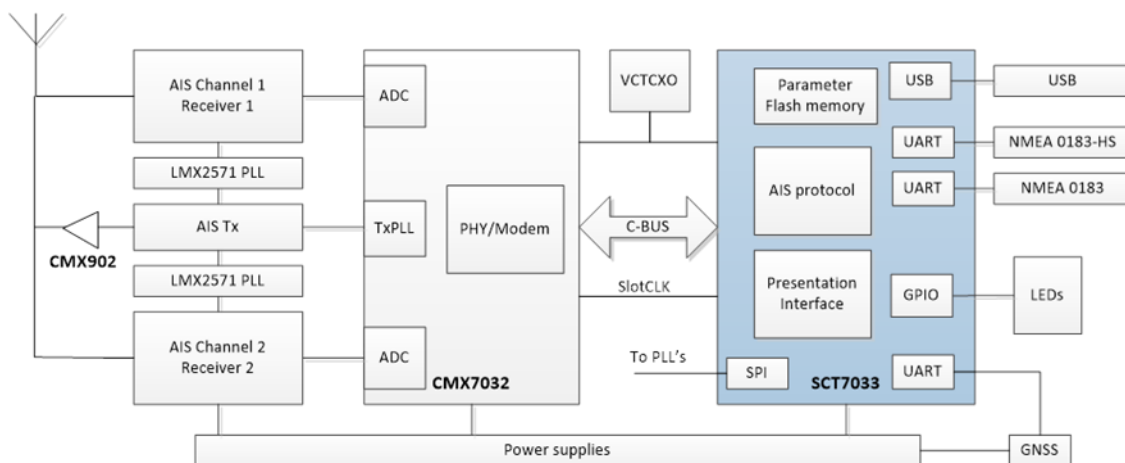 AIS Channel 1
Receiver 1
ADC
VCTCXO
Parameter
Flash memory
USB
USB
UART
NMEA 0183-HS
LMX2571 PLL
AIS protocol
UART
NMEA 0183
AIS Tx
TxPLL
PHY/Modem
C-BUS
CMX902
LMX2571 PLL
SlotCLK
Presentation
Interface
GPIO
LEDs
AIS Channel 2
Receiver 2
ADC
CMX7032
To PLL's
SPI
SCT7033
UART
Power supplies
GNSS